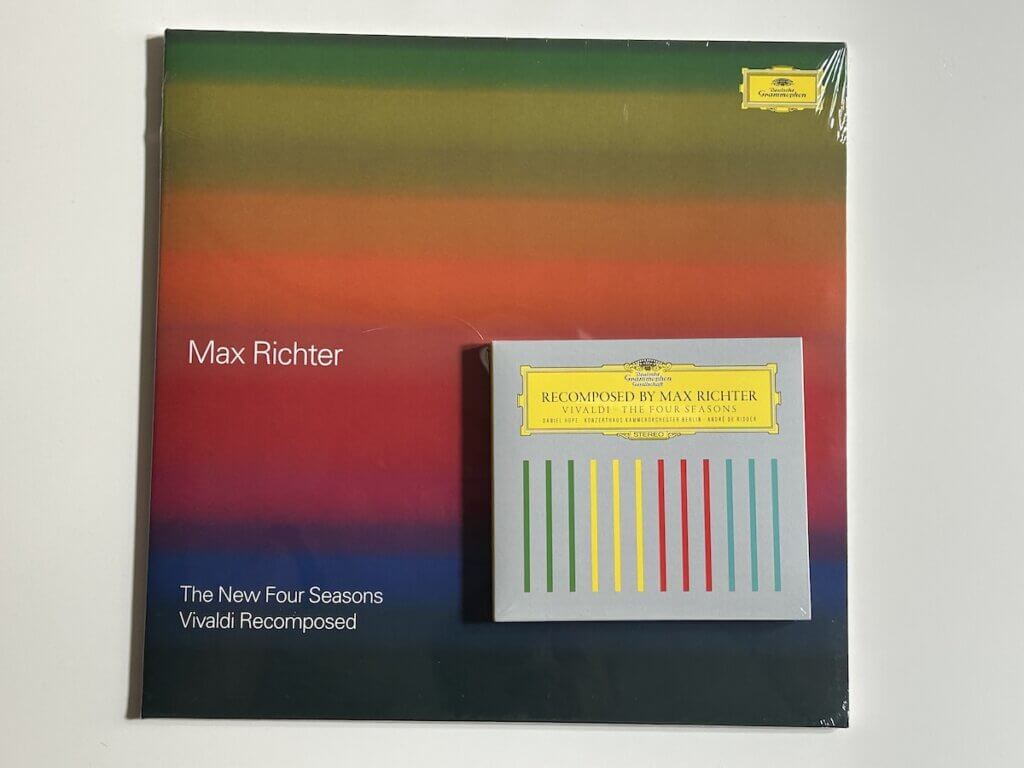 Deutsche
Grammophon
Max Richter
The New Four Seasons
Vivaldi Recomposed
Deutsche
Grammophon
Gesellschaft
RECOMPOSED BY MAX RICHTER
VIVALDI · THE FOUR SEASONS
DANIEL HOPE · KONZERTHAUS KAMMERORCHESTER BERLIN · ANDRÉ DE RIDDER
STEREO